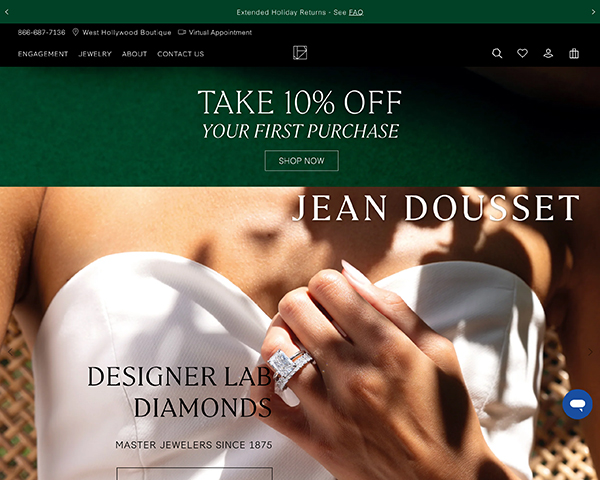 Extended Holiday Returns - See FAQ
866-687-7136 West Hollywood Boutique Virtual Appointment
ENGAGEMENT JEWELRY ABOUT CONTACT US
TAKE 10% OFF
YOUR FIRST PURCHASE
SHOP NOW
JEAN DOUSSET
DESIGNER LAB
DIAMONDS
MASTER JEWELERS SINCE 1875